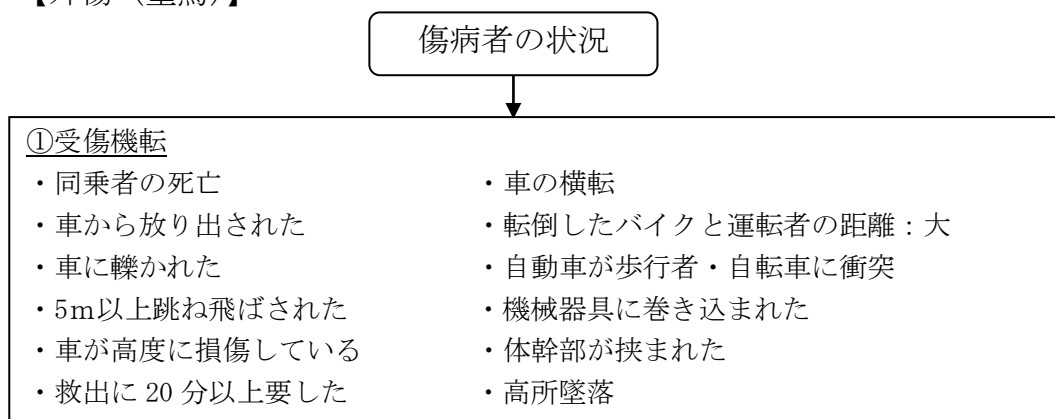 傷病者の状況
①受傷機転
・同乗者の死亡
・車の横転
・車から放り出された
・転倒したバイクと運転者の距離：大
・車に轢かれた
・自動車が歩行者・自転車に衝突
・5m以上跳ね飛ばされた
・機械器具に巻き込まれた
・車が高度に損傷している
・体幹部が挟まれた
・救出に 20 分以上要した
・高所墜落